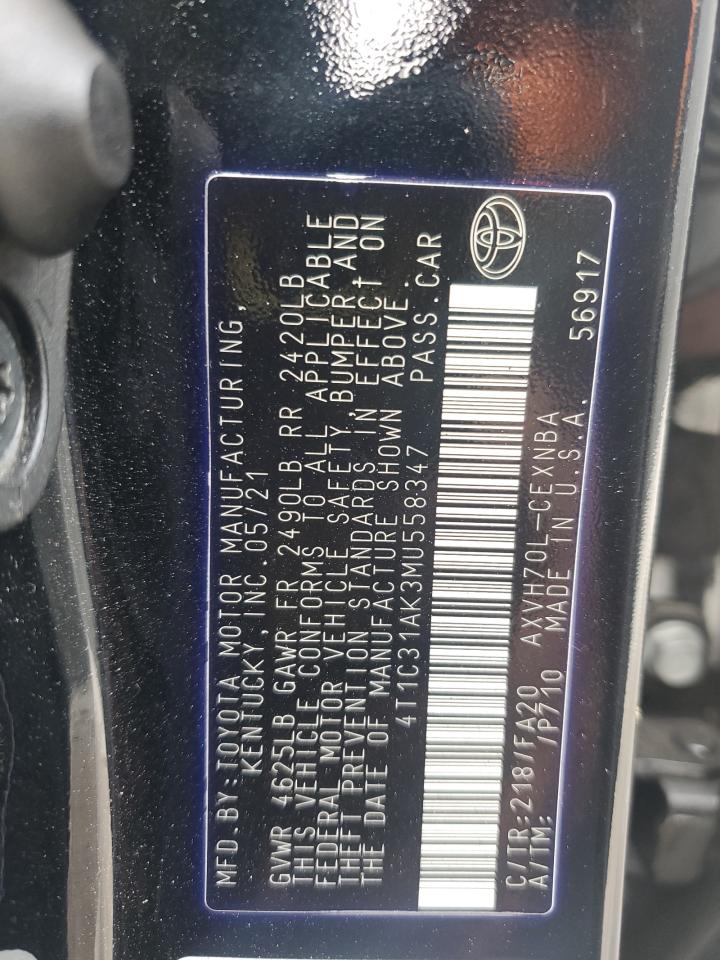 MFD.BY:TOYOTA MOTOR MANUFACTURING,
KENTUCKY, INC.05/21
GVWR 4625LB GAWR FR 2490LB RR 2420LB
THIS VEHICLE CONFORMS TO ALL APPLICABLE
FEDERAL MOTOR VEHICLE SAFETY,BUMPER AND
THEFT PREVENTION STANDARDS IN EFFECT ON
THE DATE OF MANUFACTURE SHOWN ABOVE.
4T1C31AK3MU558347 PASS.CAR
C/TR:218/FA20 AXVH70L-CEXNBA
A/TM: /P710 MADE IN U.S.A. 56917